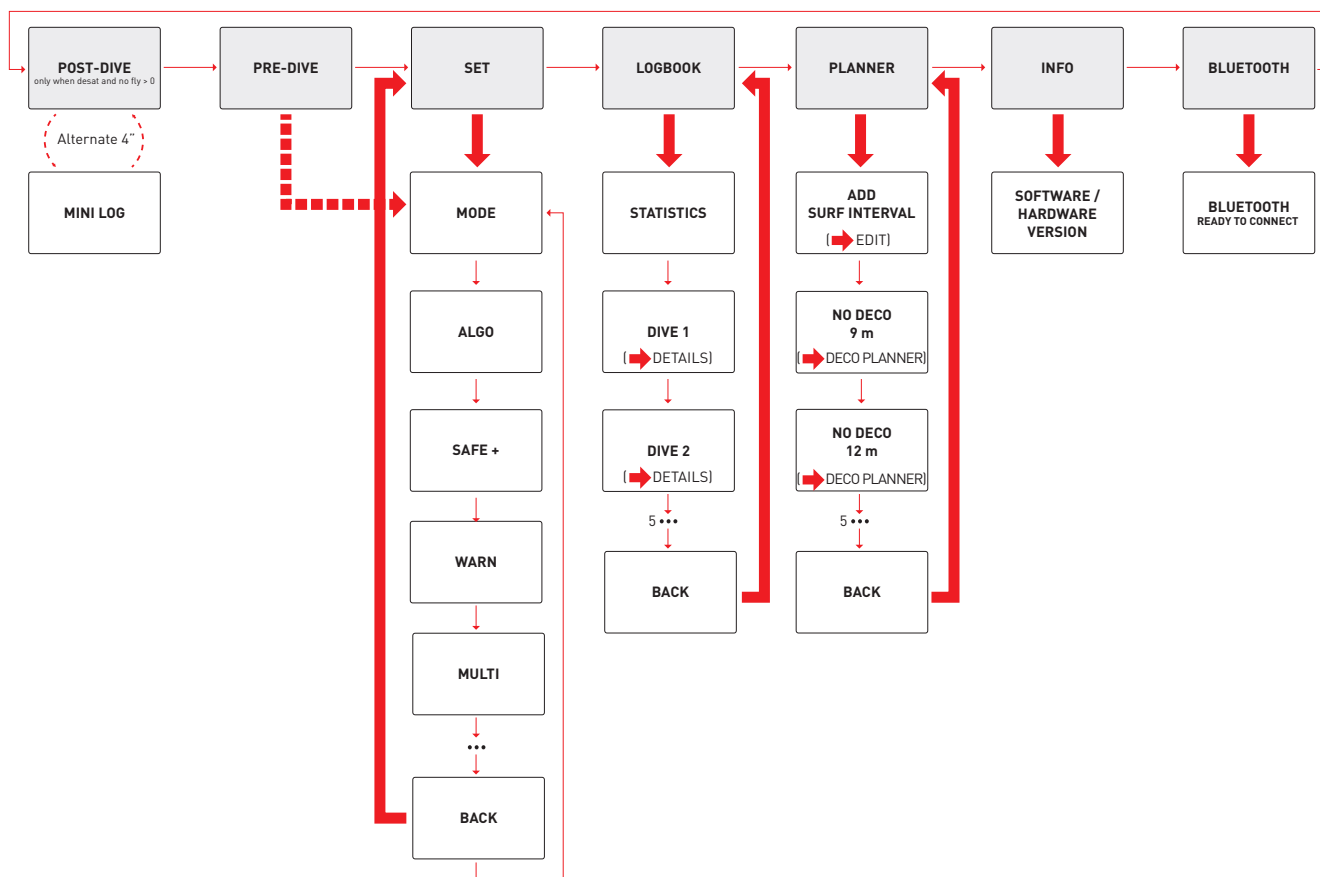 POST-DIVE
only when desat and no fly > 0
PRE-DIVE
SET
LOGBOOK
PLANNER
INFO
BLUETOOTH
Alternate 4"
MINI LOG
MODE
STATISTICS
ADD
SURF INTERVAL
( EDIT)
SOFTWARE /
HARDWARE
VERSION
BLUETOOTH
READY TO CONNECT
ALGO
DIVE 1
( DETAILS)
NO DECO
9 m
( DECO PLANNER)
SAFE +
DIVE 2
( DETAILS)
NO DECO
12 m
( DECO PLANNER)
5 •••
5 •••
WARN
BACK
BACK
MULTI
•••
BACK